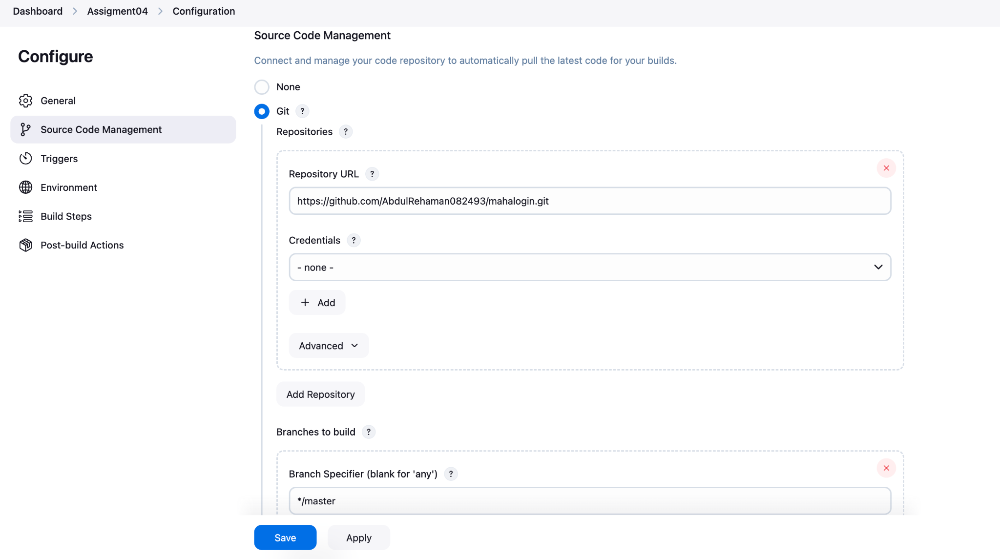 Dashboard > Assigment04 > Configuration
Configure
General
Source Code Management
Triggers
Environment
Build Steps
Post-build Actions
Source Code Management
Connect and manage your code repository to automatically pull the latest code for your builds.
None
Git ?
Repositories ?
Repository URL ?
https://github.com/AbdulRehaman082493/mahalogin.git
Credentials ?
- none -
+ Add
Advanced
Add Repository
Branches to build ?
Branch Specifier (blank for 'any') ?
*/master
Save Apply